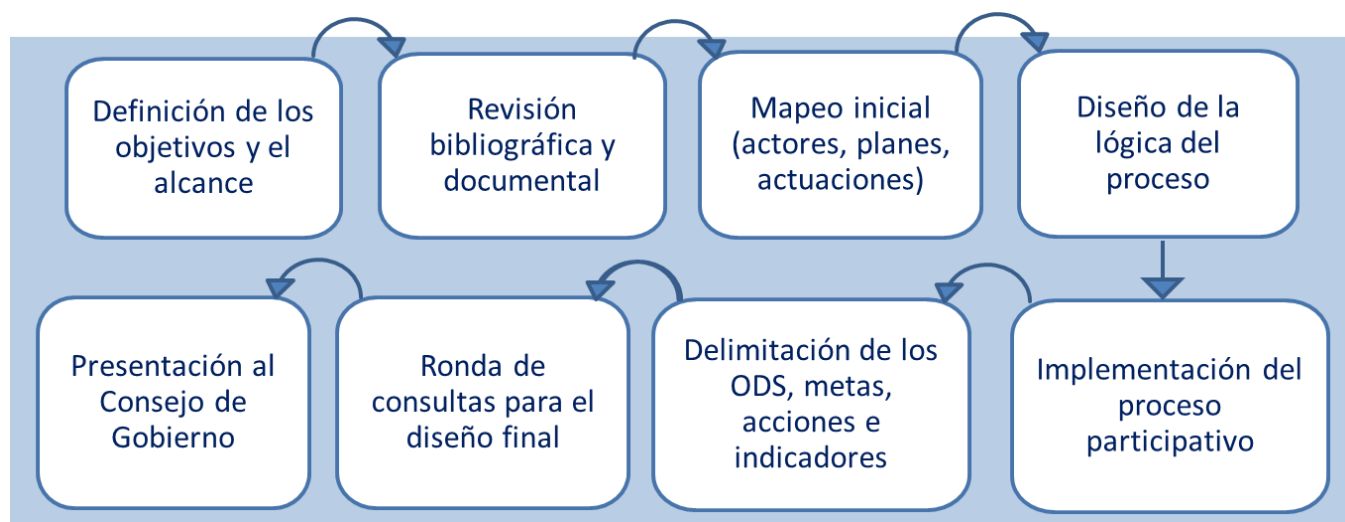 Definición de los
objetivos y el
alcance
Revisión
bibliográfica y
documental
Mapeo inicial
(actores, planes,
actuaciones)
Diseño de la
lógica del
proceso
Implementación del
proceso
participativo
Delimitación de los
ODS, metas,
acciones e
indicadores
Ronda de
consultas para el
diseño final
Presentación al
Consejo de
Gobierno